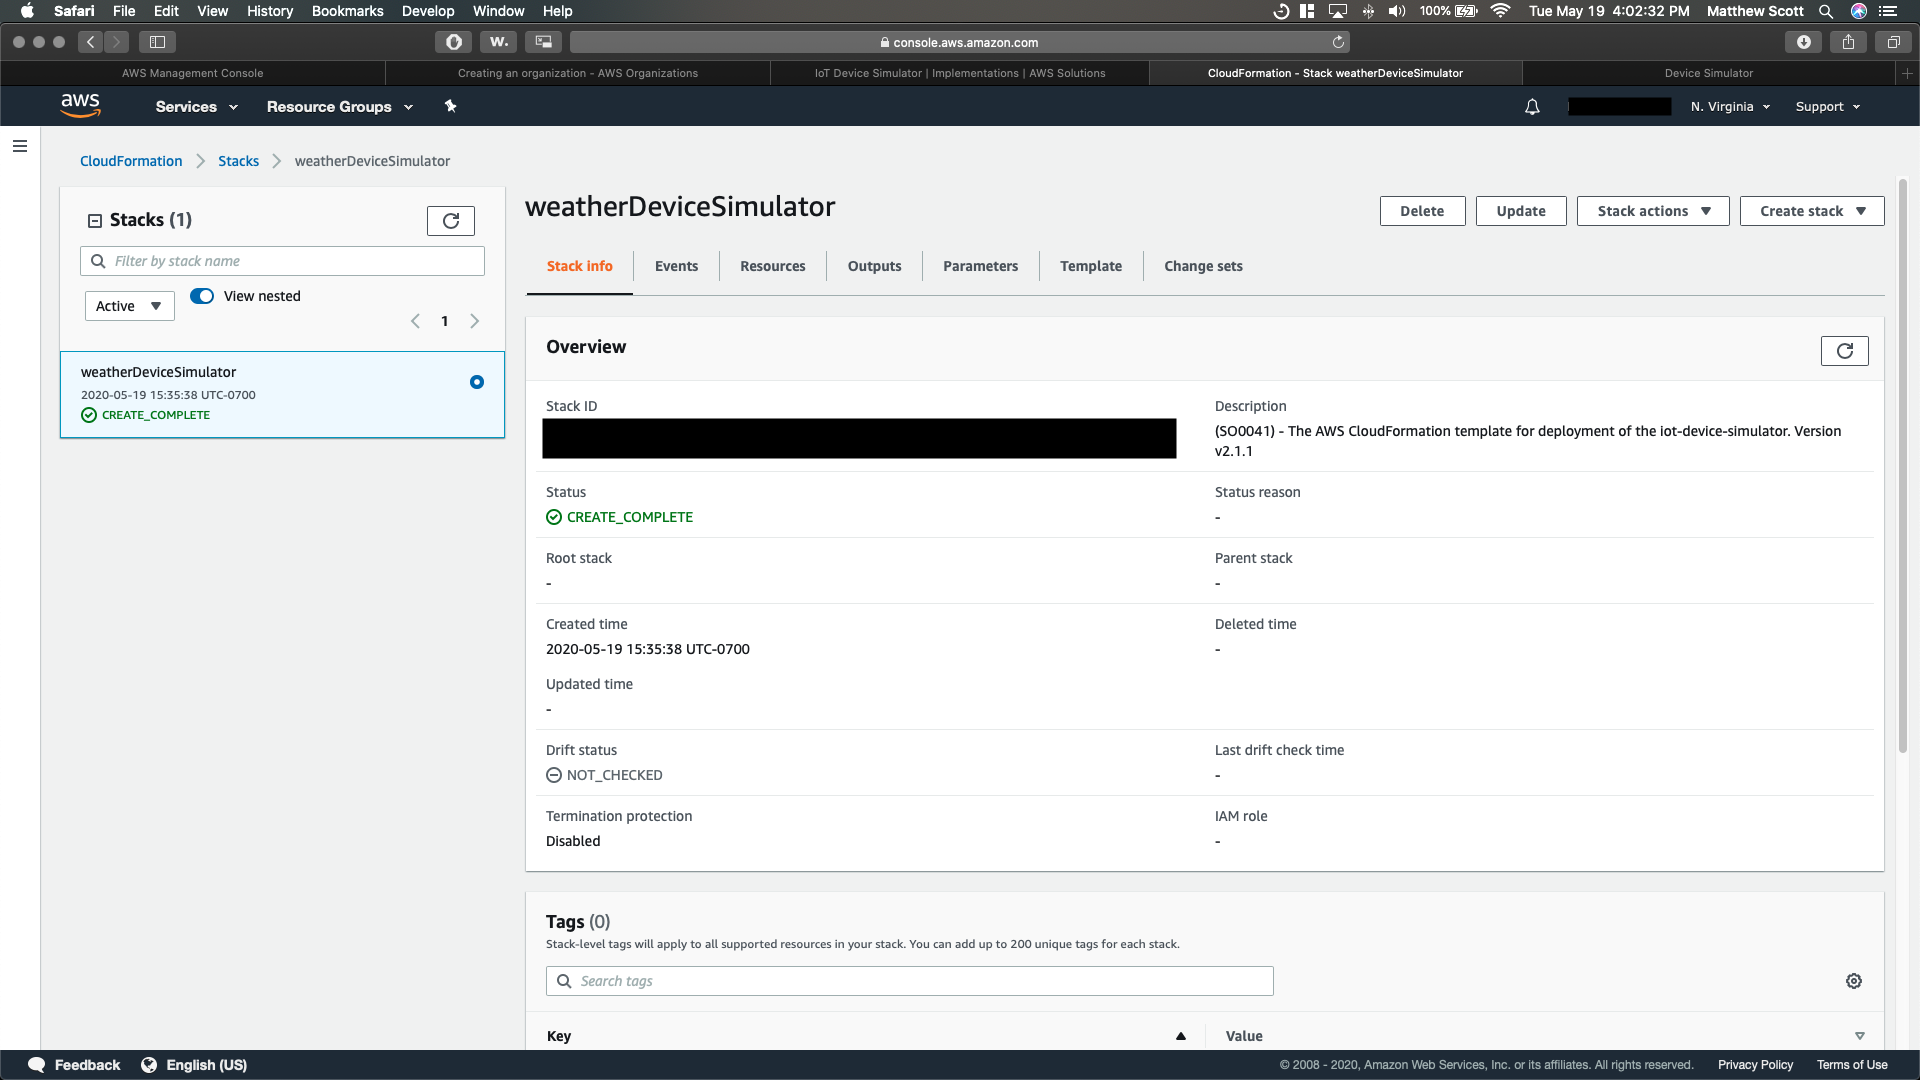 Safari File Edit View History Bookmarks Develop Window Help 100% Tue May 19 4:02:32 PM Matthew Scott
W. console.aws.amazon.com
AWS Management Console Creating an organization - AWS Organizations IoT Device Simulator | Implementations | AWS Solutions CloudFormation - Stack weatherDeviceSimulator Device Simulator
aws Services Resource Groups N. Virginia Support
CloudFormation Stacks weatherDeviceSimulator
Stacks (1)
Filter by stack name
Active View nested
1
weatherDeviceSimulator
2020-05-19 15:35:38 UTC-0700
CREATE_COMPLETE
weatherDeviceSimulator
Delete Update Stack actions Create stack
Stack info Events Resources Outputs Parameters Template Change sets
Overview
Stack ID
Description
(SO0041) - The AWS CloudFormation template for deployment of the iot-device-simulator. Version
v2.1.1
Status
CREATE_COMPLETE
Status reason
-
Root stack
-
Parent stack
-
Created time
2020-05-19 15:35:38 UTC-0700
Deleted time
-
Updated time
-
Drift status
NOT_CHECKED
Last drift check time
-
Termination protection
Disabled
IAM role
-
Tags (0)
Stack-level tags will apply to all supported resources in your stack. You can add up to 200 unique tags for each stack.
Search tags
Key Value
Feedback English (US) © 2008 - 2020, Amazon Web Services, Inc. or its affiliates. All rights reserved. Privacy Policy Terms of Use